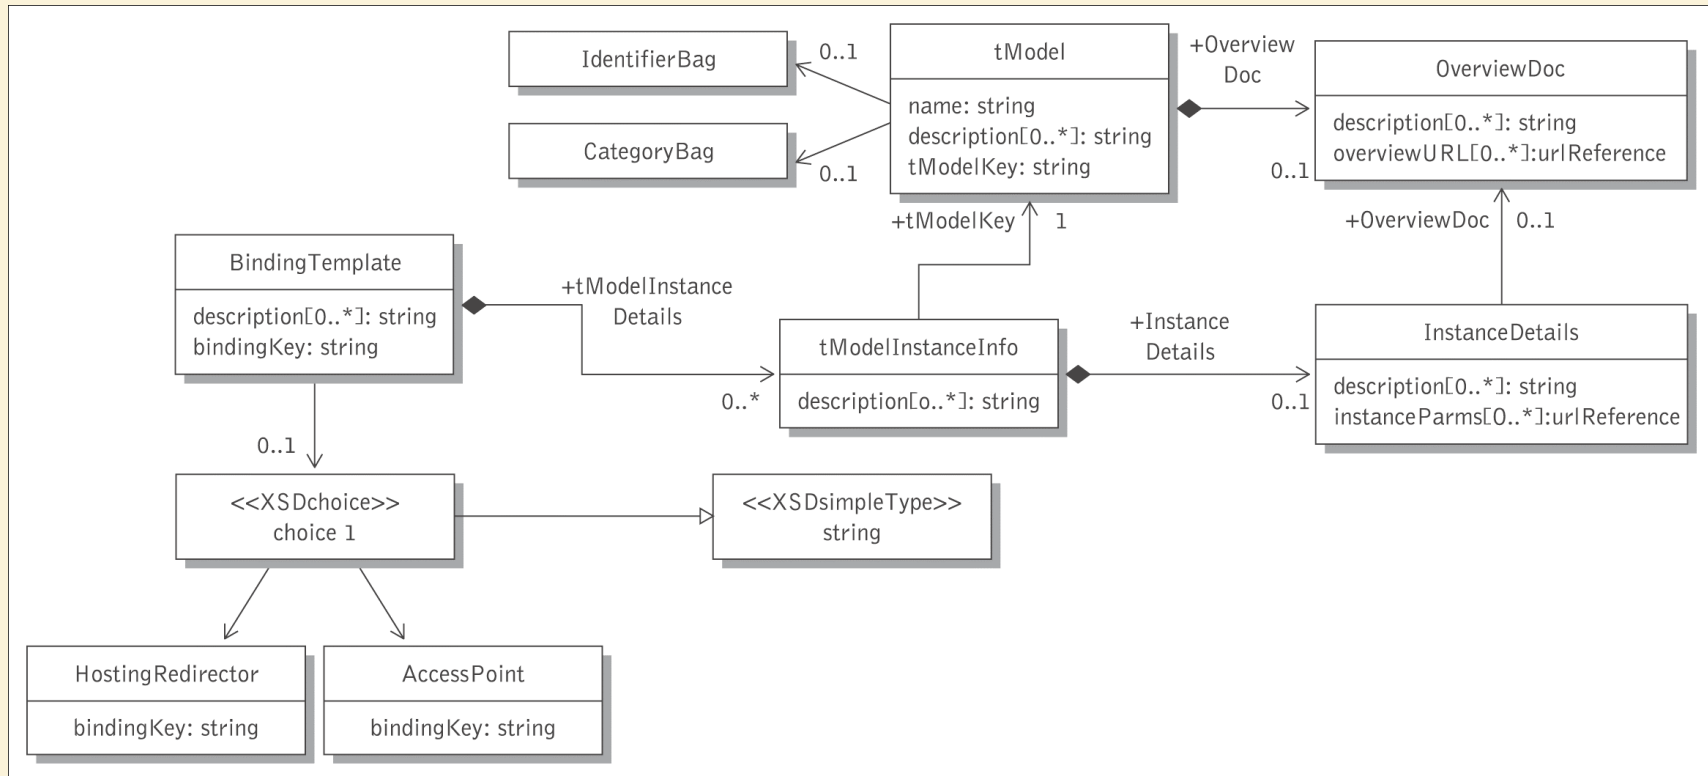 IdentifierBag
0..1
CategoryBag
0..1
tModel
name: string
description[0..*]: string
tModelKey: string
+Overview
Doc
0..1
OverviewDoc
description[0..*]: string
overviewURL[0..*]:urlReference
+tModelKey
1
+OverviewDoc
0..1
BindingTemplate
description[0..*]: string
bindingKey: string
+tModelInstance
Details
0..*
tModelInstanceInfo
description[o..*]: string
+Instance
Details
0..1
InstanceDetails
description[0..*]: string
instanceParms[0..*]:urlReference
0..1
<<XSDchoice>>
choice 1
<<XSDsimpleType>>
string
HostingRedirector
bindingKey: string
AccessPoint
bindingKey: string